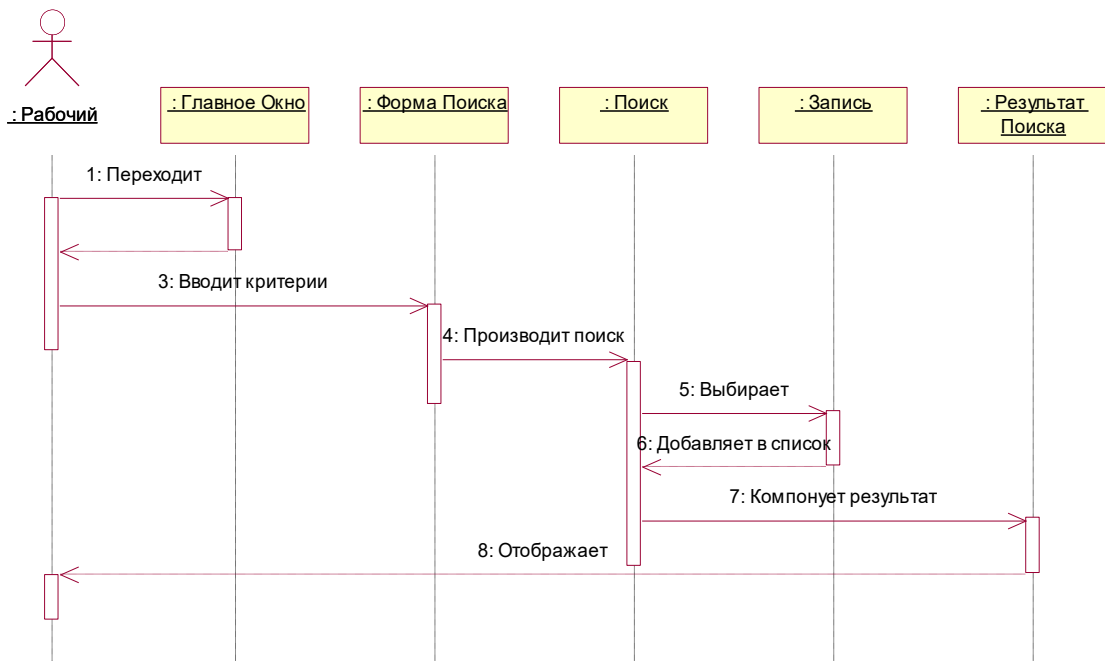 : Рабочий
: Главное Окно
: Форма Поиска
: Поиск
: Запись
: Результат
Поиска
1: Переходит
3: Вводит критерии
4: Производит поиск
5: Выбирает
6: Добавляет в список
7: Компонует результат
8: Отображает